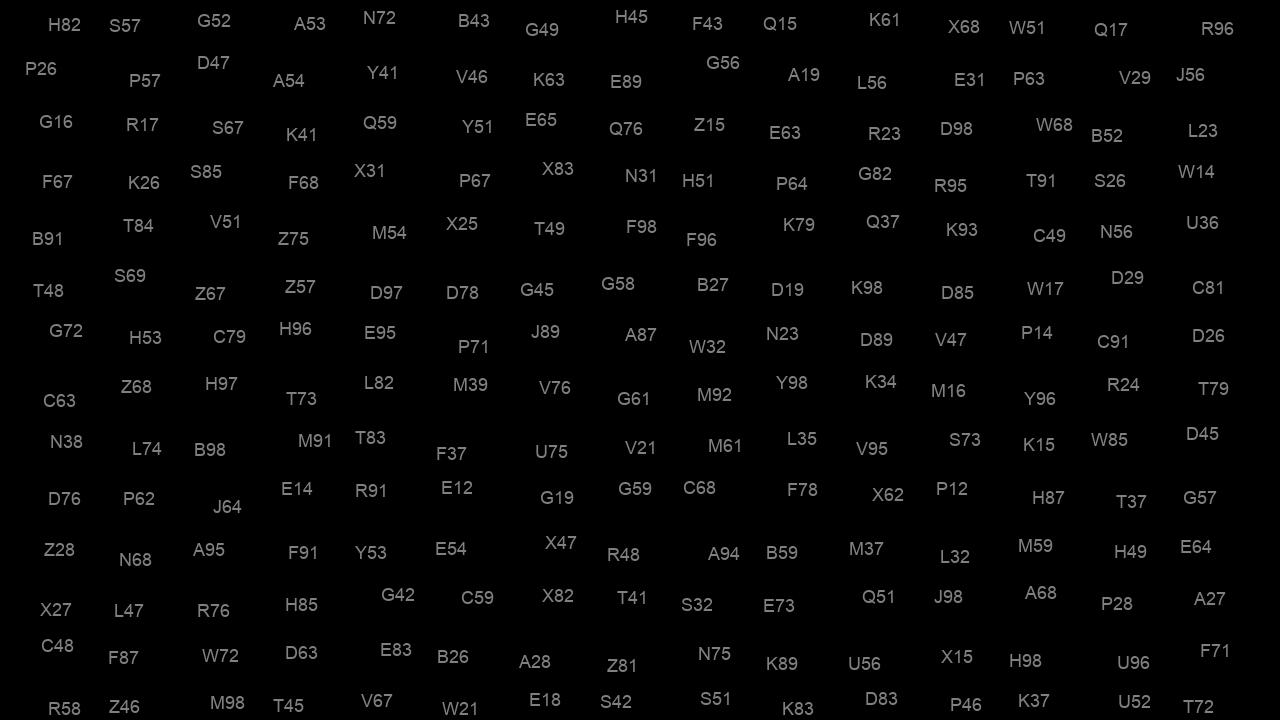 H82 S57 G52 A53 N72 B43 G49 H45 F43 Q15 K61 X68 W51 Q17 R96
P26 P57 D47 A54 Y41 V46 K63 E89 G56 A19 L56 E31 P63 V29 J56
G16 R17 S67 K41 Q59 Y51 E65 Q76 Z15 E63 R23 D98 W68 B52 L23
F67 K26 S85 F68 X31 P67 X83 N31 H51 P64 G82 R95 T91 S26 W14
B91 T84 V51 Z75 M54 X25 T49 F98 F96 K79 Q37 K93 C49 N56 U36
T48 S69 Z67 Z57 D97 D78 G45 G58 B27 D19 K98 D85 W17 D29 C81
G72 H53 C79 H96 E95 P71 J89 A87 W32 N23 D89 V47 P14 C91 D26
C63 Z68 H97 T73 L82 M39 V76 G61 M92 Y98 K34 M16 Y96 R24 T79
N38 L74 B98 M91 T83 F37 U75 V21 M61 L35 V95 S73 K15 W85 D45
D76 P62 J64 E14 R91 E12 G19 G59 C68 F78 X62 P12 H87 T37 G57
Z28 N68 A95 F91 Y53 E54 X47 R48 A94 B59 M37 L32 M59 H49 E64
X27 L47 R76 H85 G42 C59 X82 T41 S32 E73 Q51 J98 A68 P28 A27
C48 F87 W72 D63 E83 B26 A28 Z81 N75 K89 U56 X15 H98 U96 F71
R58 Z46 M98 T45 V67 W21 E18 S42 S51 K83 D83 P46 K37 U52 T72